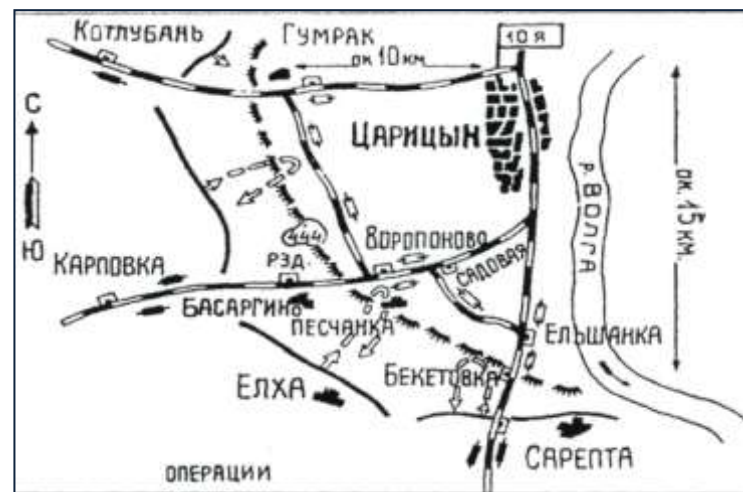 КОТЛУБАНЬ
ГУМРАК
ок 10 км
10 Я
С
Ю
ЦАРИЦЫН
р. ВОЛГА
ок. 15 км.
444
ВОРОПОНОВО
САДОВАЯ
КАРПОВКА
РЗД.
БАСАРГИНО
ПЕСЧАНКА
ЕЛЬШАНКА
БЕКЕТОВКА
ЕЛХА
САРЕПТА
ОПЕРАЦИИ